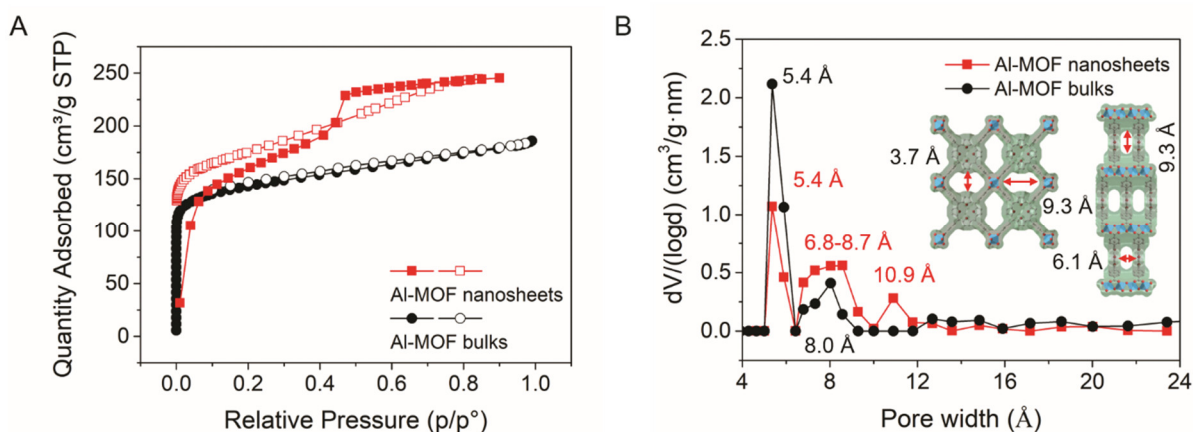 A
Quantity Adsorbed (cm³/g STP)
250
200
150
100
50
0
0.0 0.2 0.4 0.6 0.8 1.0
Relative Pressure (p/p°)
Al-MOF nanosheets
Al-MOF bulks
B
dV/(logd) (cm³/g·nm)
2.5
2.0
1.5
1.0
0.5
0.0
4 8 12 16 20 24
Pore width (Å)
Al-MOF nanosheets
Al-MOF bulks
5.4 Å
5.4 Å
6.8-8.7 Å
10.9 Å
8.0 Å
3.7 Å
9.3 Å
9.3 Å
6.1 Å